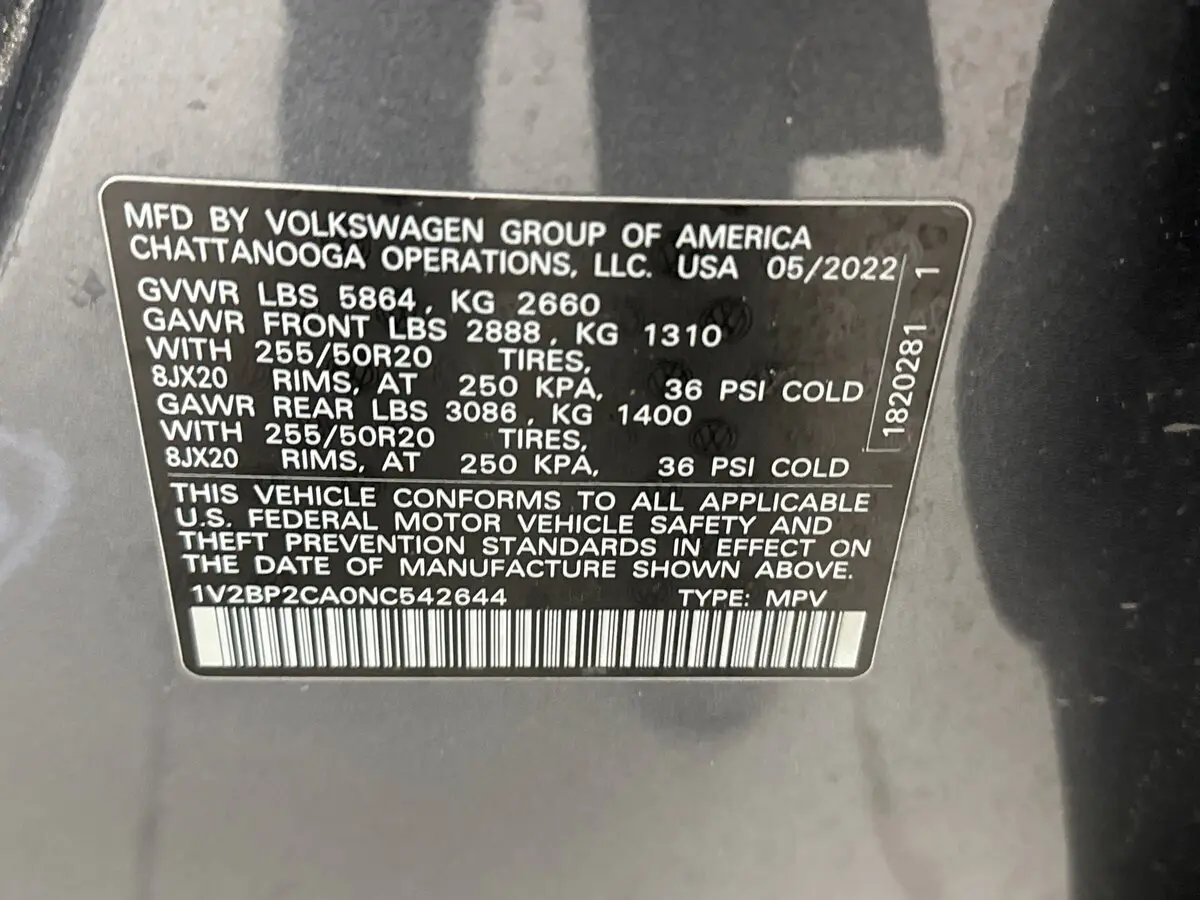 MFD BY VOLKSWAGEN GROUP OF AMERICA
CHATTANOOGA OPERATIONS, LLC. USA 05/2022
GVWR LBS 5864, KG 2660
GAWR FRONT LBS 2888, KG 1310
WITH 255/50R20 TIRES,
8JX20 RIMS, AT 250 KPA, 36 PSI COLD
GAWR REAR LBS 3086, KG 1400
WITH 255/50R20 TIRES,
8JX20 RIMS, AT 250 KPA, 36 PSI COLD
1820281 1
THIS VEHICLE CONFORMS TO ALL APPLICABLE
U.S. FEDERAL MOTOR VEHICLE SAFETY AND
THEFT PREVENTION STANDARDS IN EFFECT ON
THE DATE OF MANUFACTURE SHOWN ABOVE.
1V2BP2CA0NC542644 TYPE: MPV